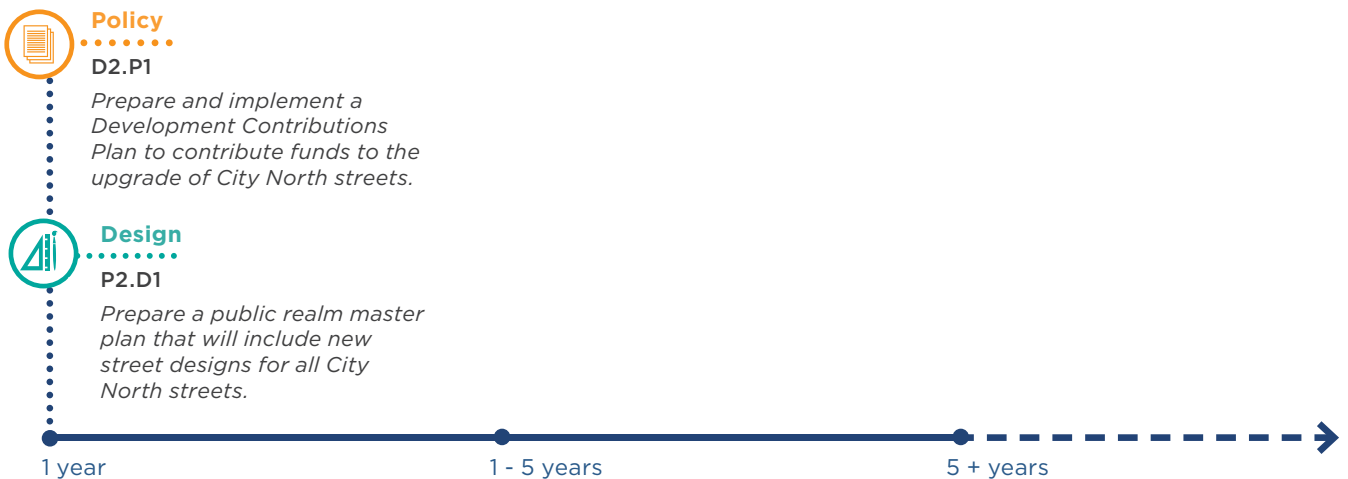 Policy
D2.P1
Prepare and implement a
Development Contributions
Plan to contribute funds to the
upgrade of City North streets.
Design
P2.D1
Prepare a public realm master
plan that will include new
street designs for all City
North streets.
1 year
1 - 5 years
5 + years